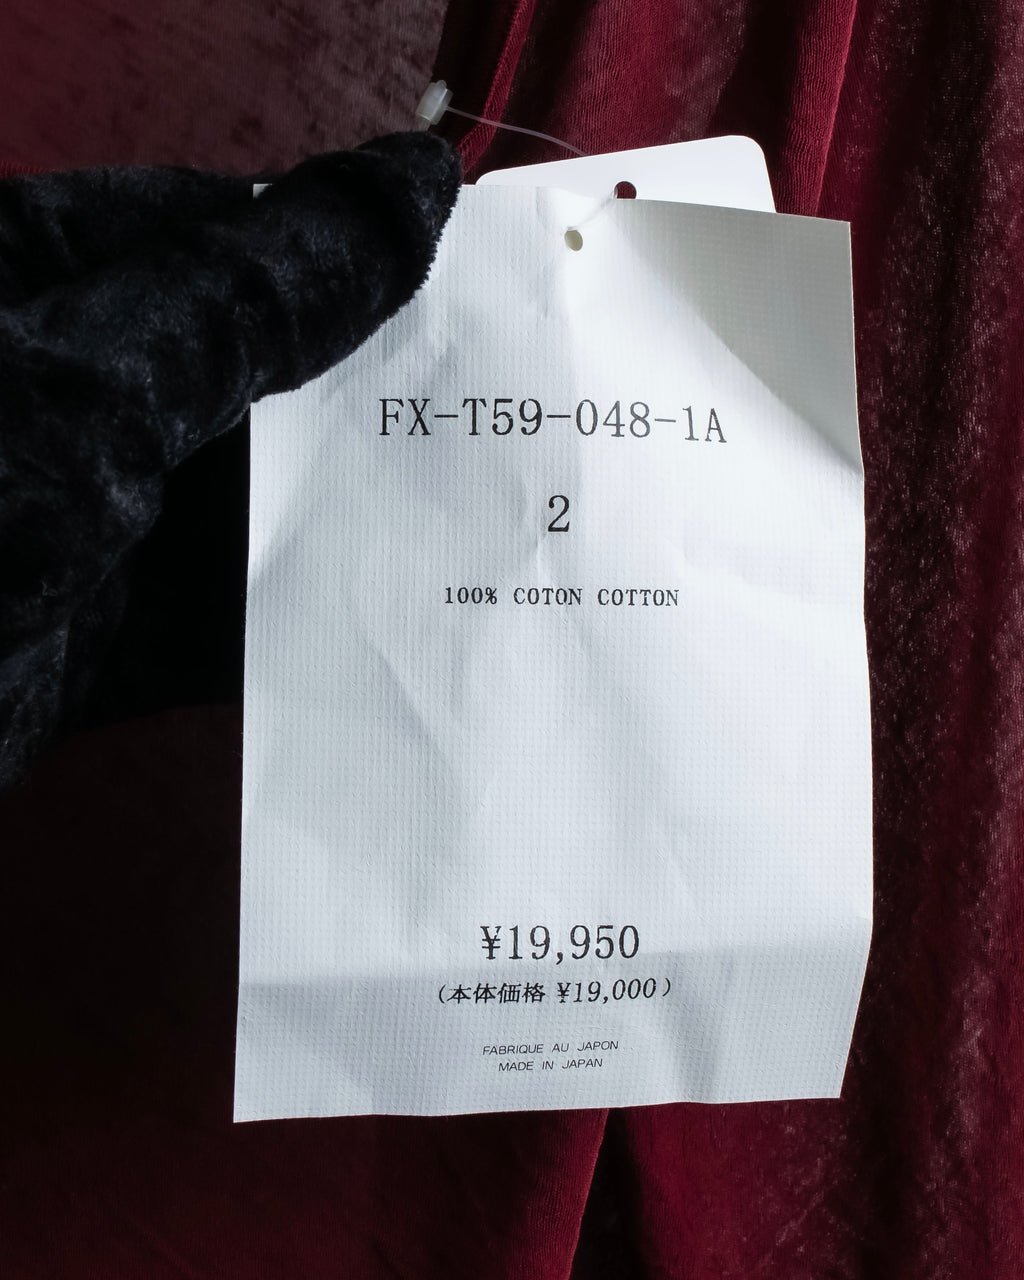 FX-T59-048-1A
2
100% COTON COTTON
¥19,950
(本体価格 ¥19,000)
FABRIQUE AU JAPON
MADE IN JAPAN